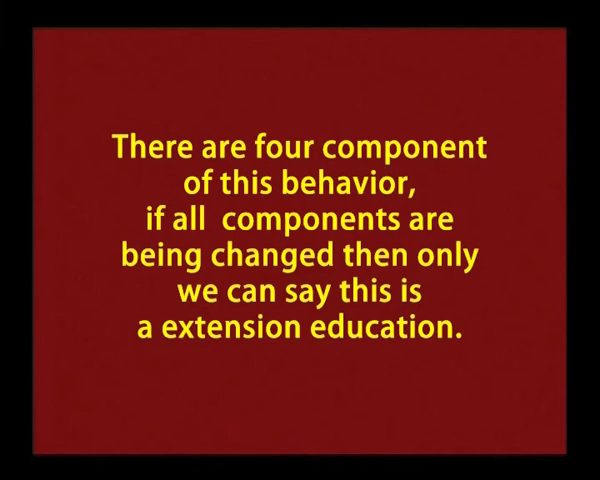 There are four component
of this behavior,
if all  components are
being changed then only
we can say this is
a extension education.